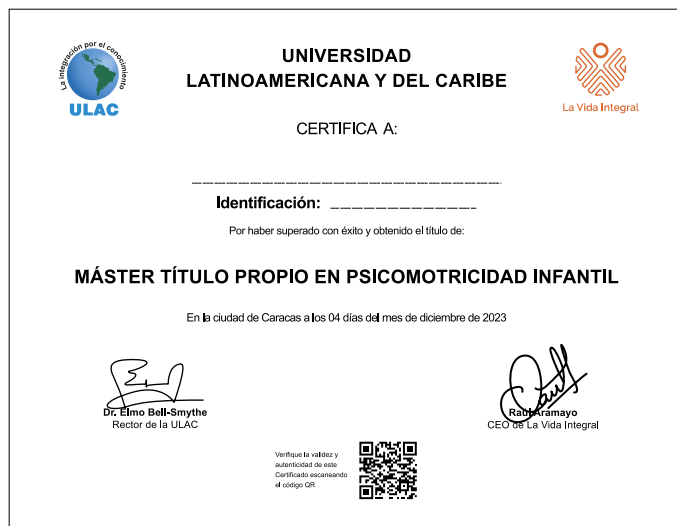 La integración por el conocimiento
ULAC
UNIVERSIDAD
LATINOAMERICANA Y DEL CARIBE
La Vida Integral
CERTIFICA A:
Identificación:
Por haber superado con éxito y obtenido el título de:
MÁSTER TÍTULO PROPIO EN PSICOMOTRICIDAD INFANTIL
En la ciudad de Caracas a los 04 días del mes de diciembre de 2023
Dr. Elmo Bell-Smythe
Rector de la ULAC
Raúl Aramayo
CEO de La Vida Integral
Verifique la validez y
autenticidad de este
Certificado escaneando
el código QR